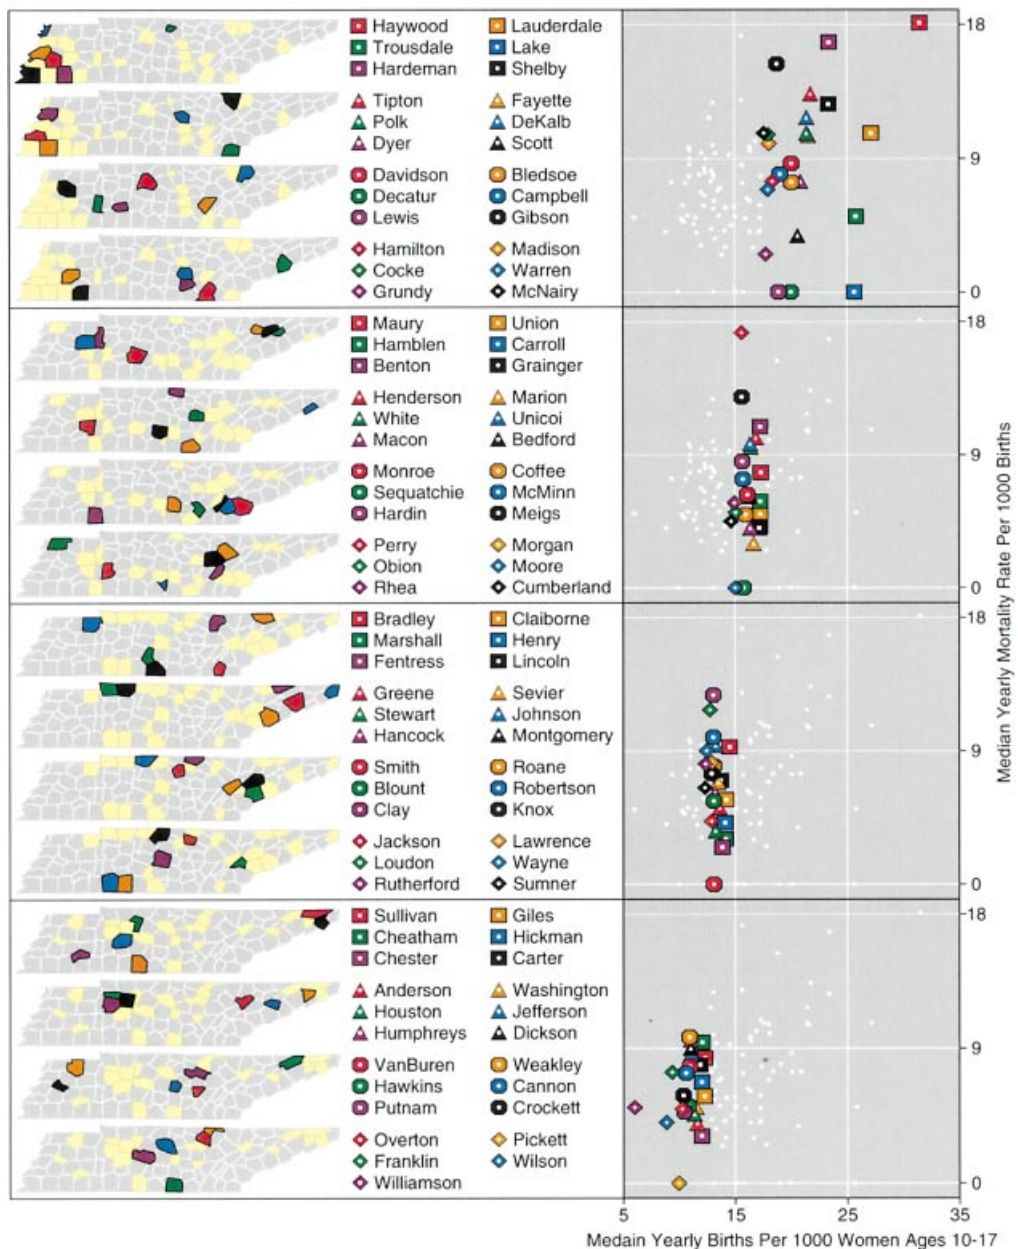 Haywood Lauderdale
Trousdale Lake
Hardeman Shelby
Tipton Fayette
Polk DeKalb
Dyer Scott
Davidson Bledsoe
Decatur Campbell
Lewis Gibson
Hamilton Madison
Cocke Warren
Grundy McNairy
18
9
0
Maury Union
Hamblen Carroll
Benton Grainger
Henderson Marion
White Unicoi
Macon Bedford
Monroe Coffee
Sequatchie McMinn
Hardin Meigs
Perry Morgan
Obion Moore
Rhea Cumberland
18
9
0
Bradley Claiborne
Marshall Henry
Fentress Lincoln
Greene Sevier
Stewart Johnson
Hancock Montgomery
Smith Roane
Blount Robertson
Clay Knox
Jackson Lawrence
Loudon Wayne
Rutherford Sumner
18
9
0
Sullivan Giles
Cheatham Hickman
Chester Carter
Anderson Washington
Houston Jefferson
Humphreys Dickson
VanBuren Weakley
Hawkins Cannon
Putnam Crockett
Overton Pickett
Franklin Wilson
Williamson
18
9
0
5 15 25 35
Medain Yearly Births Per 1000 Women Ages 10-17
Median Yearly Mortality Rate Per 1000 Births